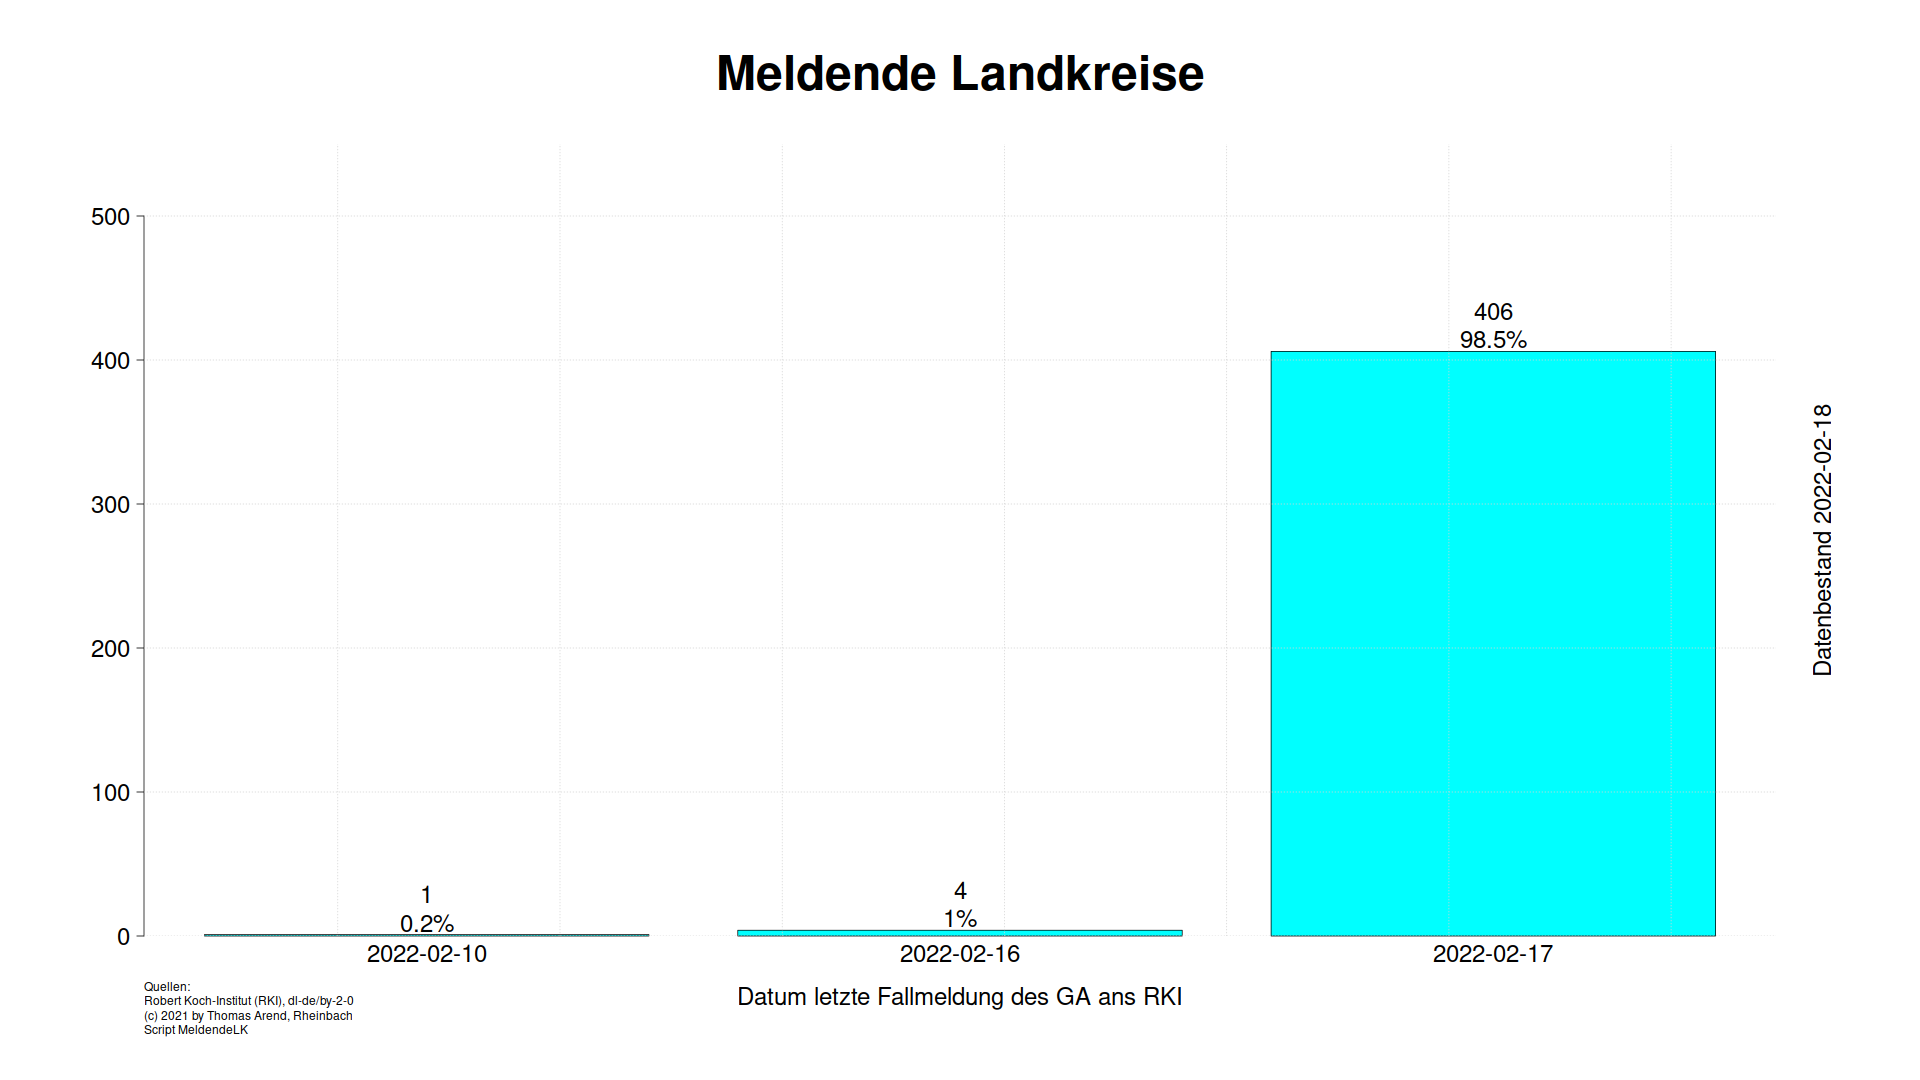 Meldende Landkreise
500
400
300
200
100
0
1
0.2%
4
1%
406
98.5%
2022-02-10
2022-02-16
2022-02-17
Datum letzte Fallmeldung des GA ans RKI
Datenbestand 2022-02-18
Quellen:
Robert Koch-Institut (RKI), dl-de/by-2-0
(c) 2021 by Thomas Arend, Rheinbach
Script MeldendeLK